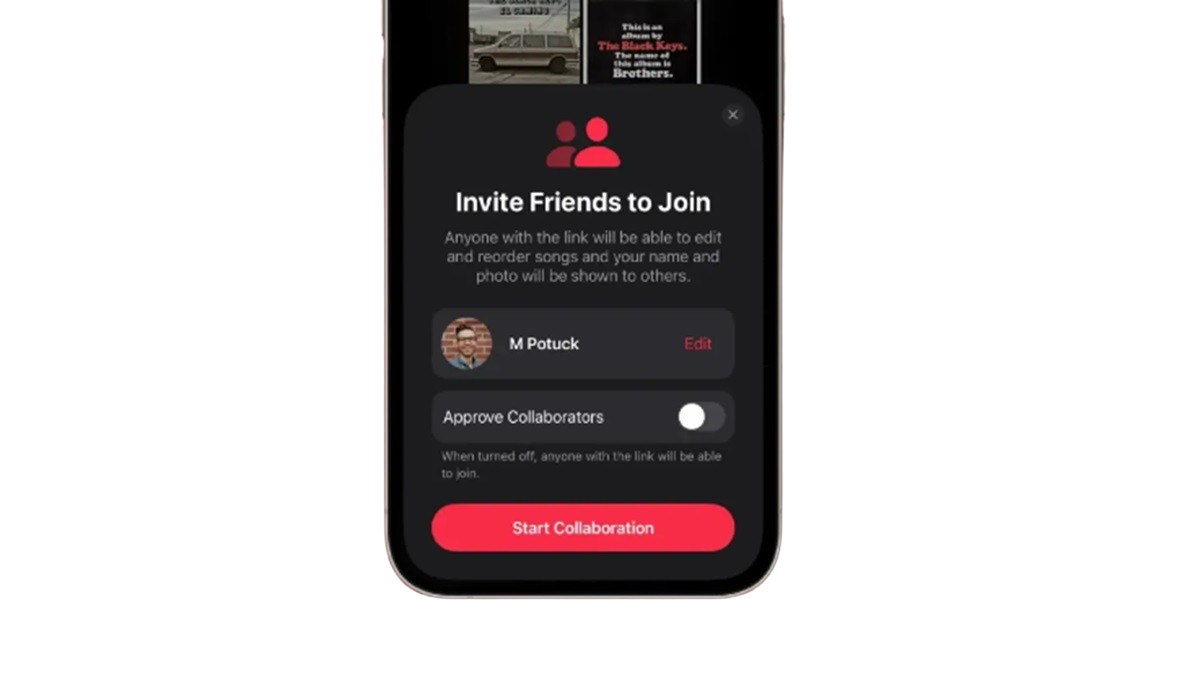 EL CAMINO
This is an
album by
The Black Keys.
The name of
this album is
Brothers.
Invite Friends to Join
Anyone with the link will be able to edit
and reorder songs and your name and
photo will be shown to others.
M Potuck
Edit
Approve Collaborators
When turned off, anyone with the link will be able
to join.
Start Collaboration